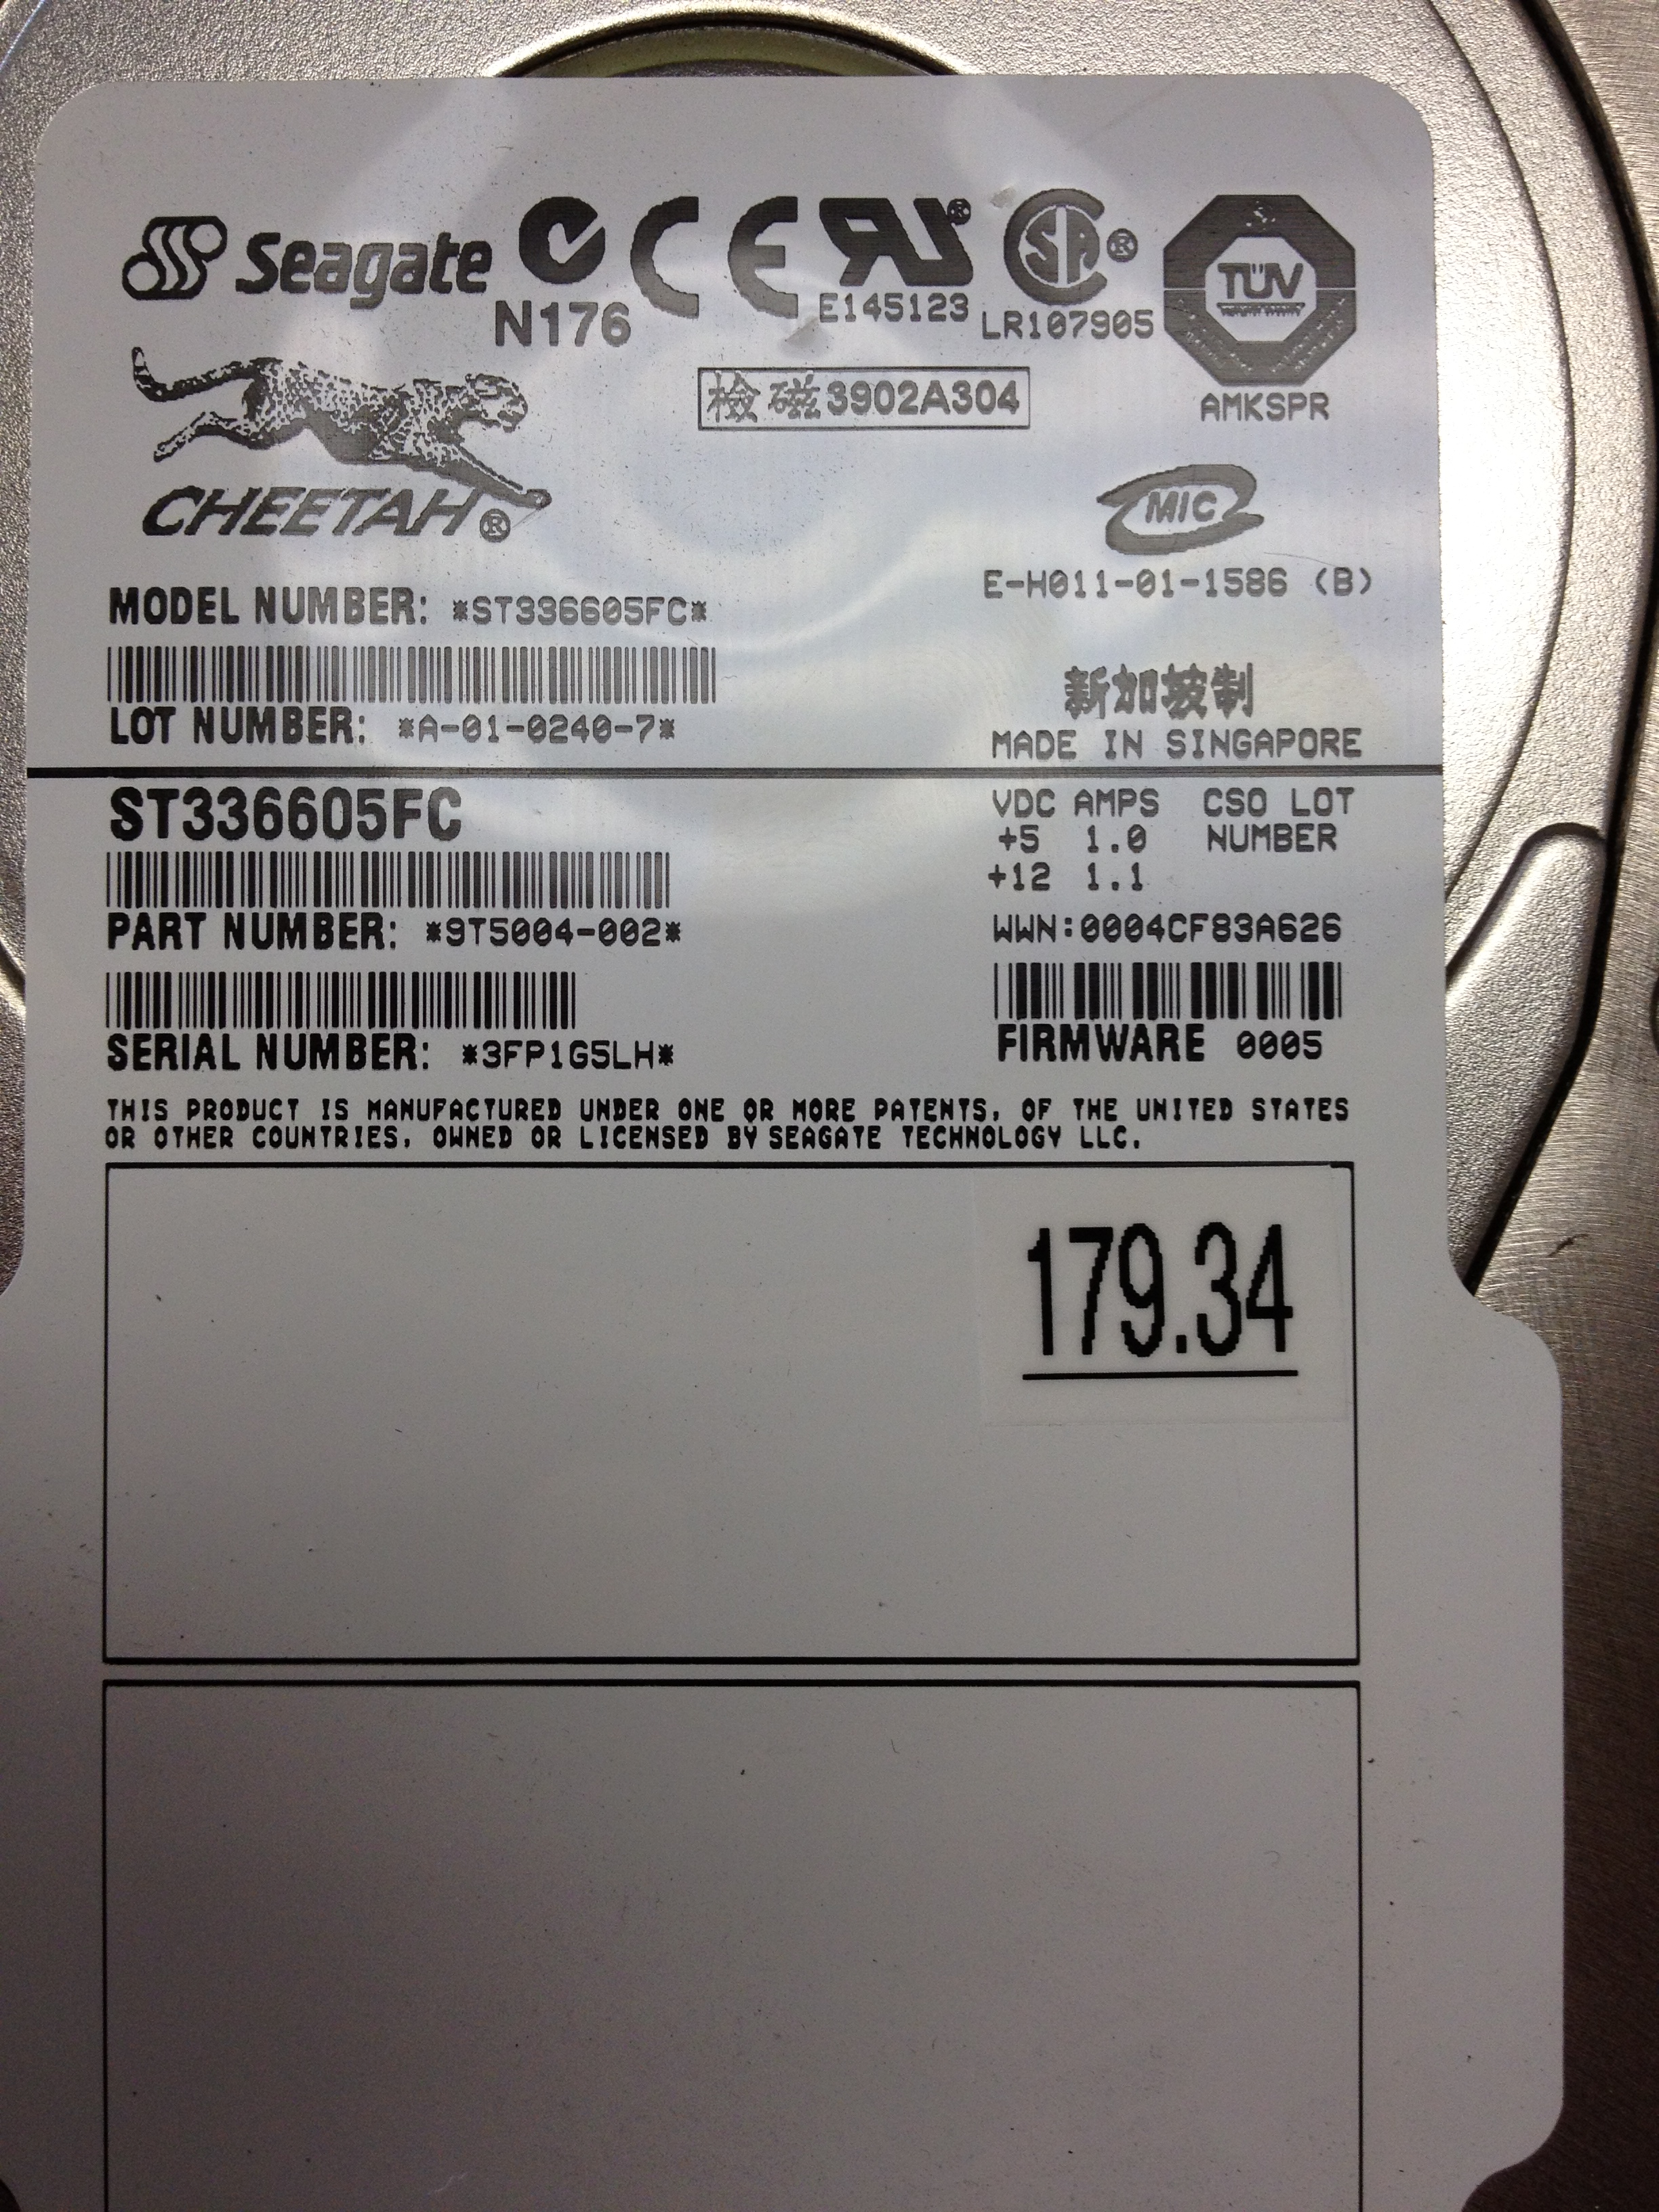 Seagate
N176
CE
E145123
LR107905
TÜV
AMKSPR
檢磁3902A304
CHEETAH®
MIC
E-H011-01-1586 (B)
MODEL NUMBER: *ST336605FC*
LOT NUMBER: *A-01-0240-7*
新加坡制
MADE IN SINGAPORE
ST336605FC
VDC AMPS CSO LOT
+5 1.0 NUMBER
+12 1.1
PART NUMBER: *9T5004-002*
WWN:0004CF83A626
SERIAL NUMBER: *3FP1G5LH*
FIRMWARE 0005
THIS PRODUCT IS MANUFACTURED UNDER ONE OR MORE PATENTS, OF THE UNITED STATES
OR OTHER COUNTRIES, OWNED OR LICENSED BY SEAGATE TECHNOLOGY LLC.
179.34